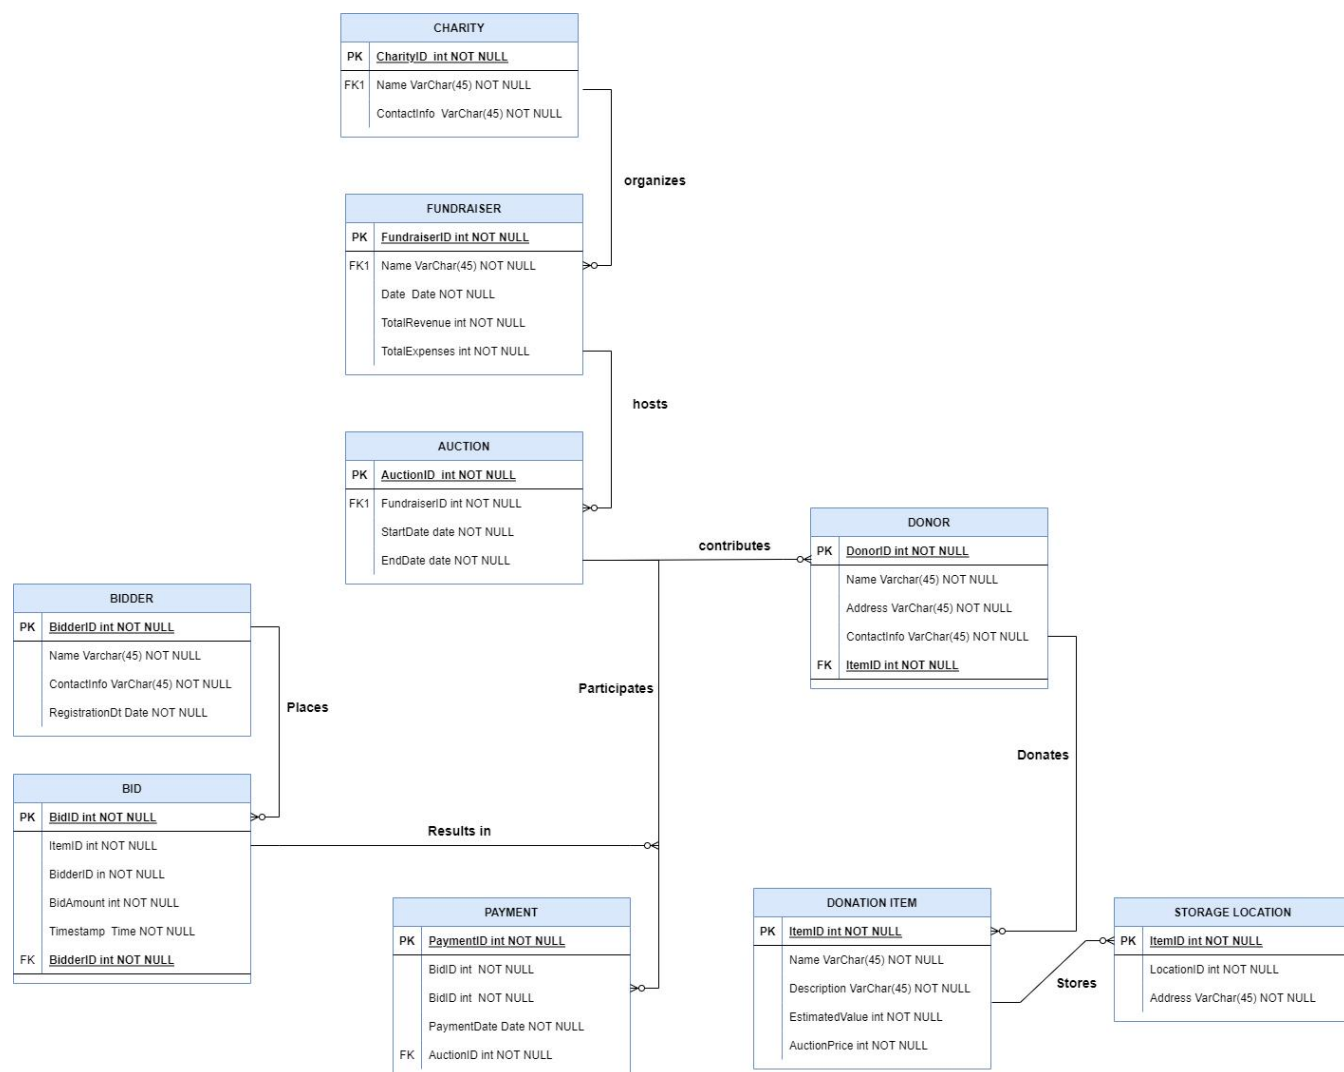 CHARITY
PK CharityID int NOT NULL
FK1 Name VarChar(45) NOT NULL
ContactInfo VarChar(45) NOT NULL
organizes
FUNDRAISER
PK FundraiserID int NOT NULL
FK1 Name VarChar(45) NOT NULL
Date Date NOT NULL
TotalRevenue int NOT NULL
TotalExpenses int NOT NULL
hosts
AUCTION
PK AuctionID int NOT NULL
FK1 FundraiserID int NOT NULL
StartDate date NOT NULL
EndDate date NOT NULL
contributes
DONOR
PK DonorID int NOT NULL
Name Varchar(45) NOT NULL
Address VarChar(45) NOT NULL
ContactInfo VarChar(45) NOT NULL
FK ItemID int NOT NULL
BIDDER
PK BidderID int NOT NULL
Name Varchar(45) NOT NULL
ContactInfo VarChar(45) NOT NULL
RegistrationDt Date NOT NULL
Places
Participates
Donates
BID
PK BidID int NOT NULL
ItemID int NOT NULL
BidderID in NOT NULL
BidAmount int NOT NULL
Timestamp Time NOT NULL
FK BidderID int NOT NULL
Results in
PAYMENT
PK PaymentID int NOT NULL
BidID int NOT NULL
BidID int NOT NULL
PaymentDate Date NOT NULL
FK AuctionID int NOT NULL
DONATION ITEM
PK ItemID int NOT NULL
Name VarChar(45) NOT NULL
Description VarChar(45) NOT NULL
EstimatedValue int NOT NULL
AuctionPrice int NOT NULL
Stores
STORAGE LOCATION
PK ItemID int NOT NULL
LocationID int NOT NULL
Address VarChar(45) NOT NULL